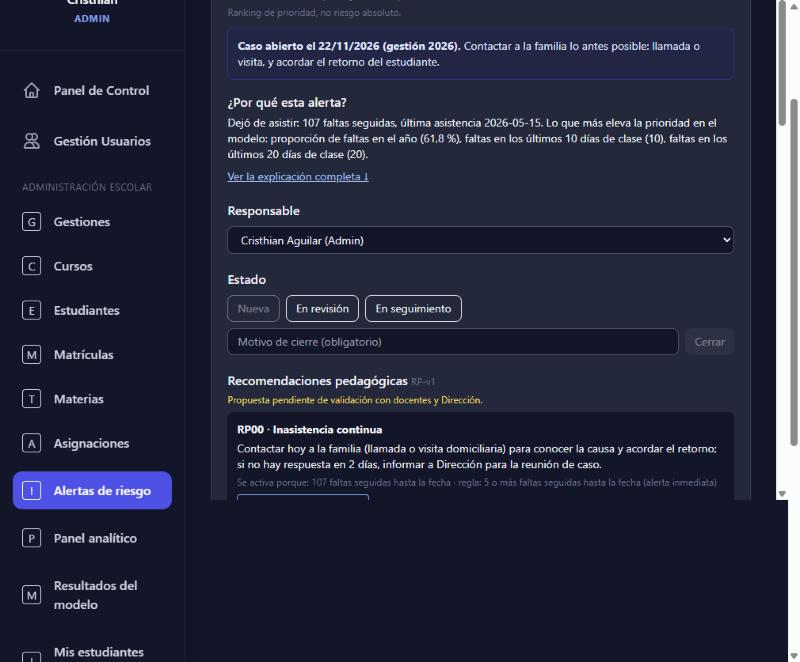 Cristhian
ADMIN
Panel de Control
Gestión Usuarios
ADMINISTRACIÓN ESCOLAR
G Gestiones
C Cursos
E Estudiantes
M Matrículas
T Materias
A Asignaciones
! Alertas de riesgo
P Panel analítico
M Resultados del
modelo
Mis estudiantes
Ranking de prioridad, no riesgo absoluto.
Caso abierto el 22/11/2026 (gestión 2026). Contactar a la familia lo antes posible: llamada o
visita, y acordar el retorno del estudiante.
¿Por qué esta alerta?
Dejó de asistir: 107 faltas seguidas, última asistencia 2026-05-15. Lo que más eleva la prioridad en el
modelo: proporción de faltas en el año (61,8 %), faltas en los últimos 10 días de clase (10), faltas en los
últimos 20 días de clase (20).
Ver la explicación completa ↓
Responsable
Cristhian Aguilar (Admin)
Estado
Nueva En revisión En seguimiento
Motivo de cierre (obligatorio) Cerrar
Recomendaciones pedagógicas RP-v1
Propuesta pendiente de validación con docentes y Dirección.
RP00 · Inasistencia continua
Contactar hoy a la familia (llamada o visita domiciliaria) para conocer la causa y acordar el retorno;
si no hay respuesta en 2 días, informar a Dirección para la reunión de caso.
Se activa porque: 107 faltas seguidas hasta la fecha · regla: 5 o más faltas seguidas hasta la fecha (alerta inmediata)